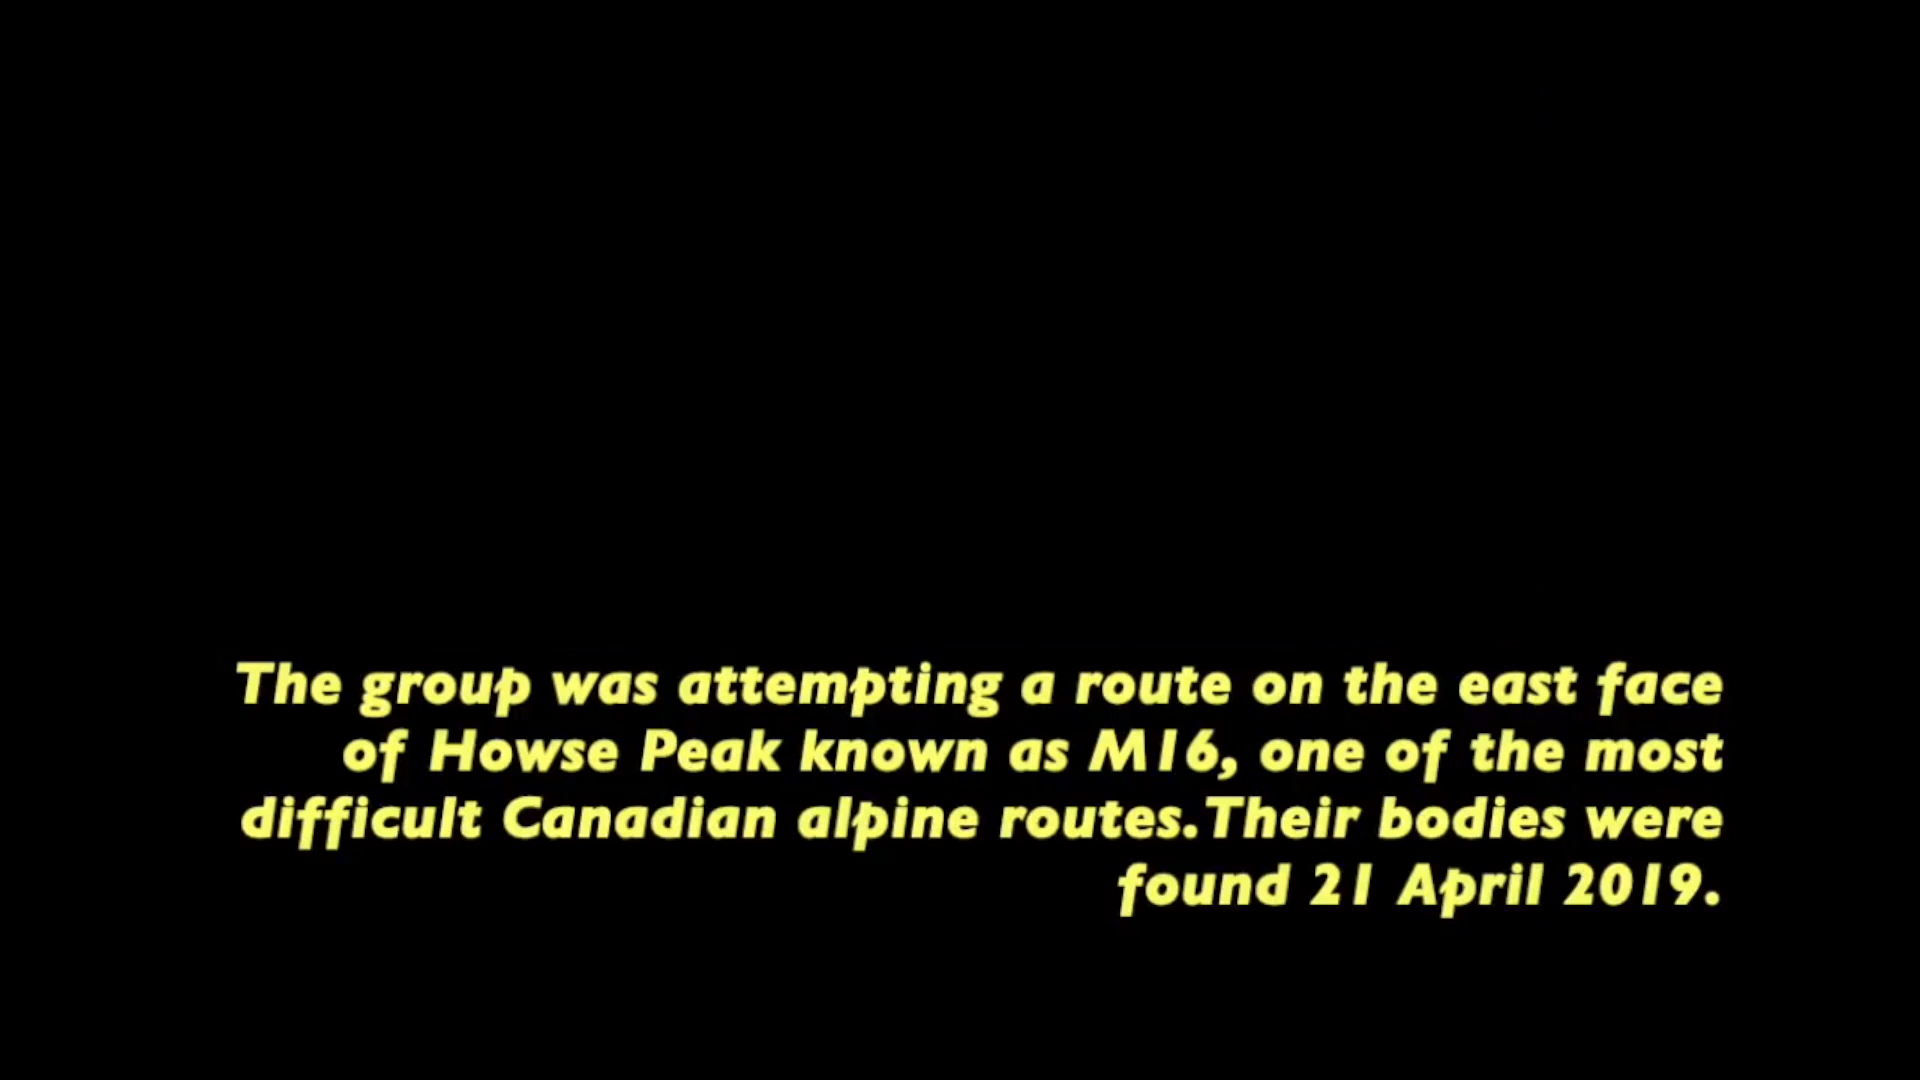 The group was attempting a route on the east face
of Howse Peak known as M16, one of the most
difficult Canadian alpine routes. Their bodies were
found 21 April 2019.